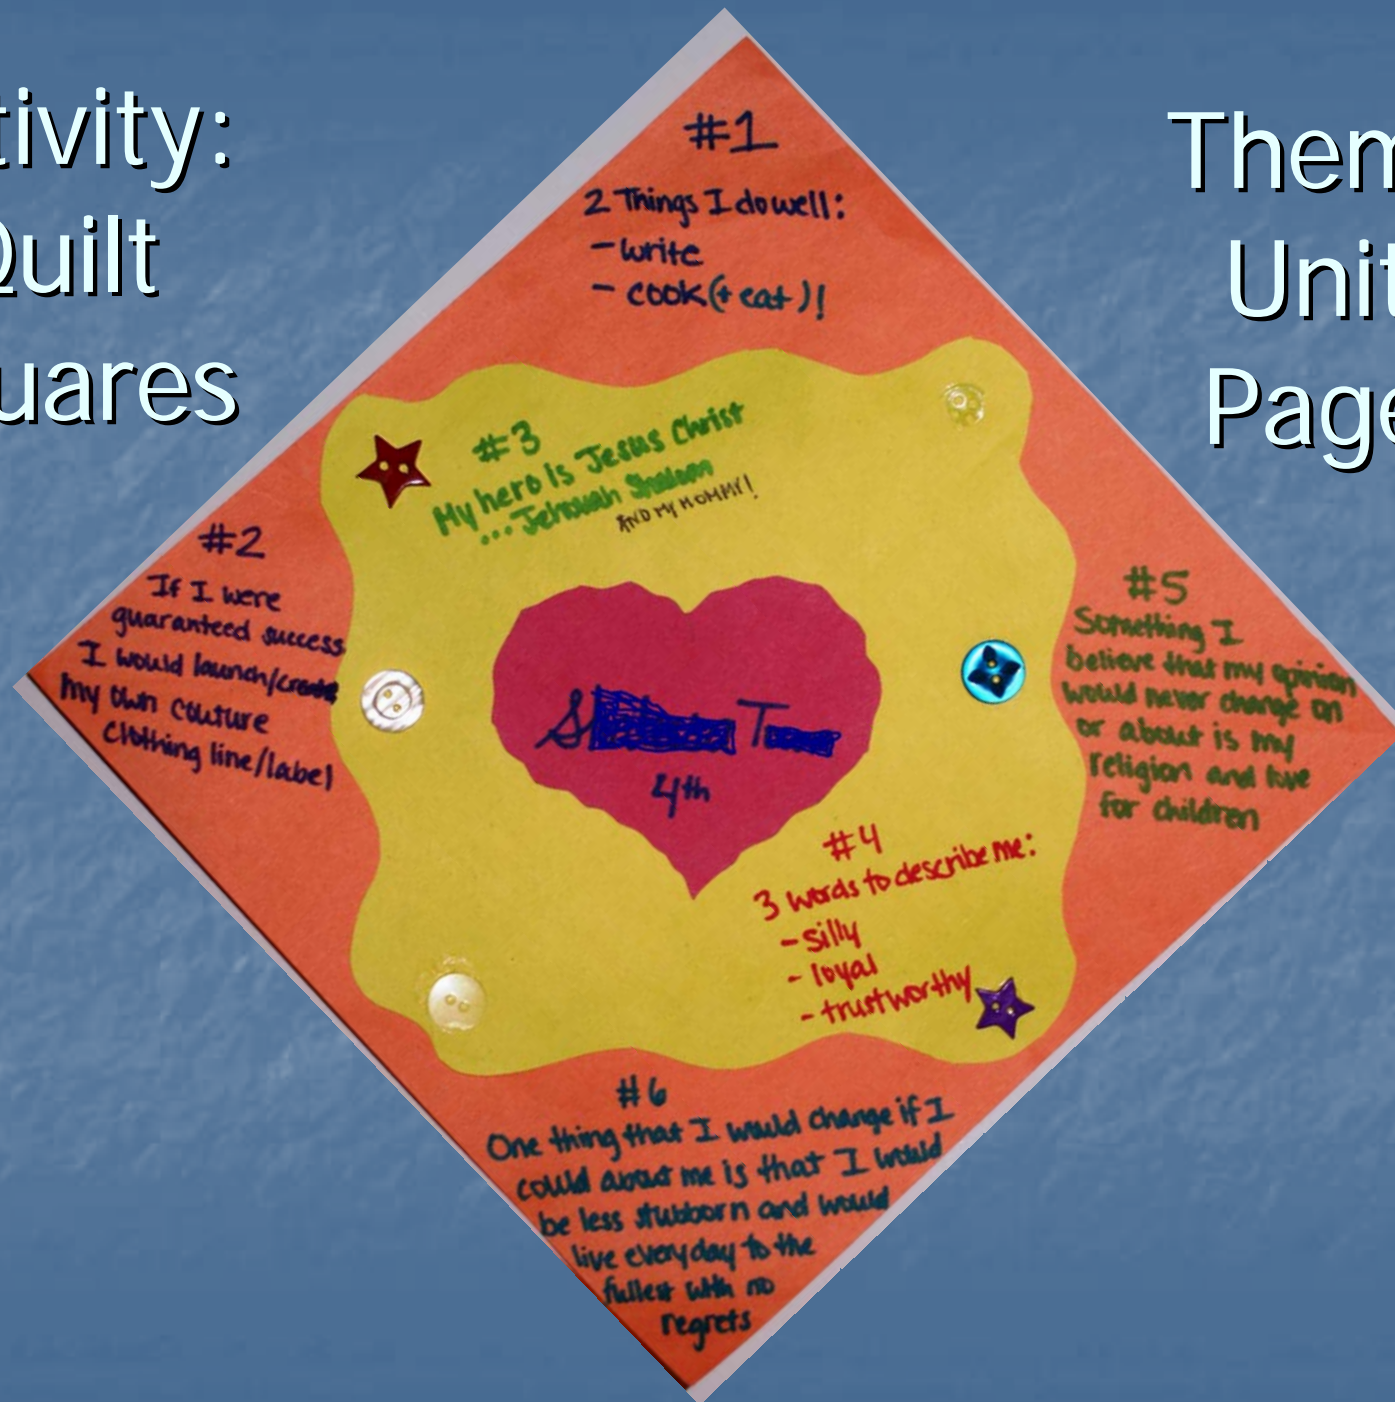 tivity:
Quilt
uares
Them
Unit
Page
#1
2 Things I do well:
- write
- cook (+ eat)!
#2
If I were
guaranteed success
I would launch/create
my own couture
clothing line/label
#3
My hero Is Jesus Christ
...Jehovah Shalom
AND MY MOMMY!
S T
4th
#4
3 words to describe me:
- silly
- loyal
- trustworthy
#5
Something I
believe that my opinion
would never change on
or about is my
religion and love
for children
#6
One thing that I would change if I
could about me is that I would
be less stubborn and would
live everyday to the
fullest with no
regrets